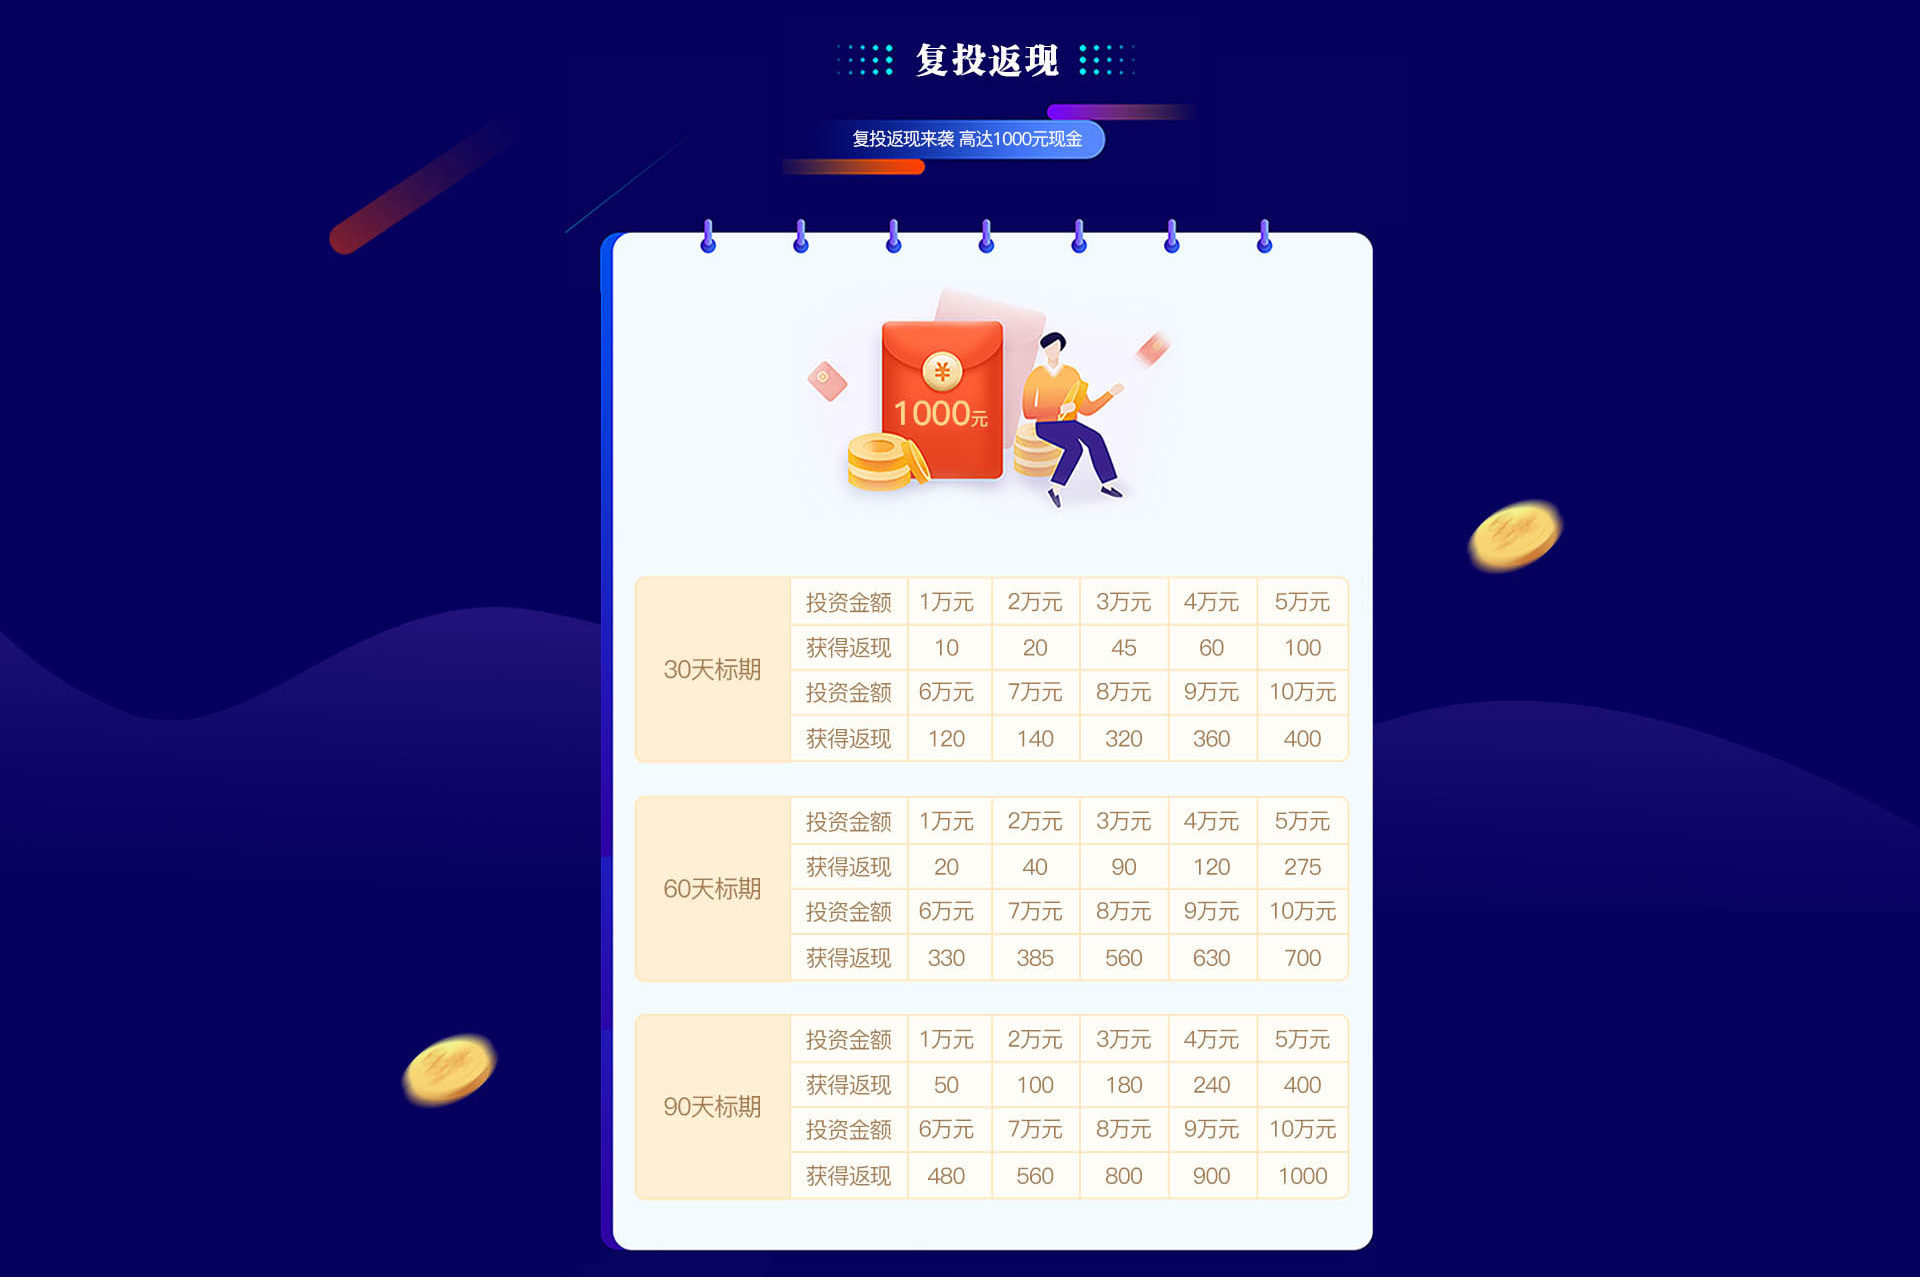 复投返现
复投返现来袭 高达1000元现金
¥
1000元
30天标期
投资金额 1万元 2万元 3万元 4万元 5万元
获得返现 10 20 45 60 100
投资金额 6万元 7万元 8万元 9万元 10万元
获得返现 120 140 320 360 400
60天标期
投资金额 1万元 2万元 3万元 4万元 5万元
获得返现 20 40 90 120 275
投资金额 6万元 7万元 8万元 9万元 10万元
获得返现 330 385 560 630 700
90天标期
投资金额 1万元 2万元 3万元 4万元 5万元
获得返现 50 100 180 240 400
投资金额 6万元 7万元 8万元 9万元 10万元
获得返现 480 560 800 900 1000